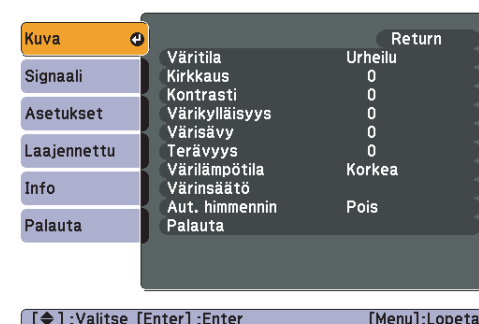 Kuva
Signaali
Asetukset
Laajennettu
Info
Palauta
Return
Väritila Urheilu
Kirkkaus 0
Kontrasti 0
Värikylläisyys 0
Värisävy 0
Terävyys 0
Värilämpötila Korkea
Värinsäätö
Aut. himmennin Pois
Palauta
[◆] :Valitse [Enter] :Enter [Menu]:Lopeta